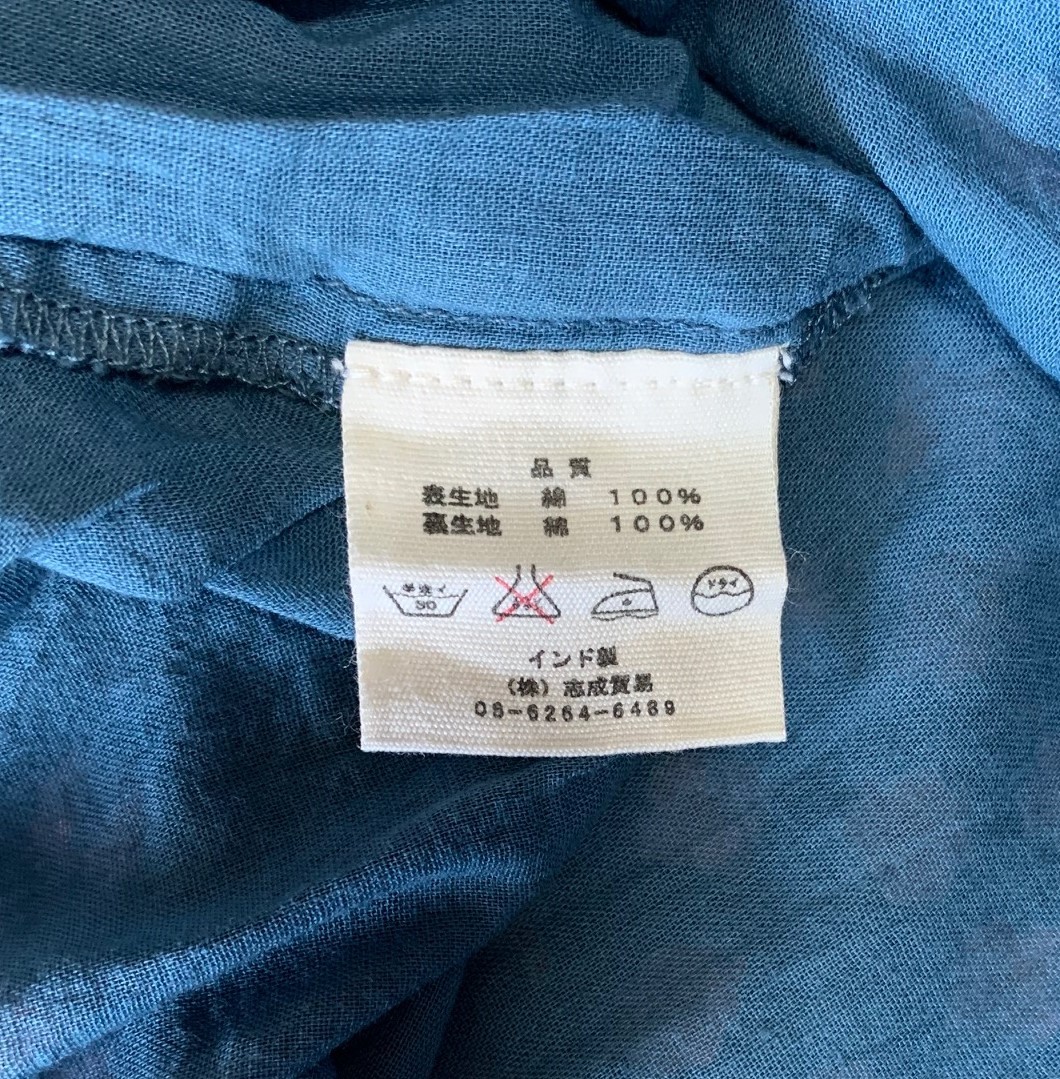 品質
表生地 綿 100%
裏生地 綿 100%
手洗イ 30
ドライ
インド製
(株)志成貿易
06-6264-6469